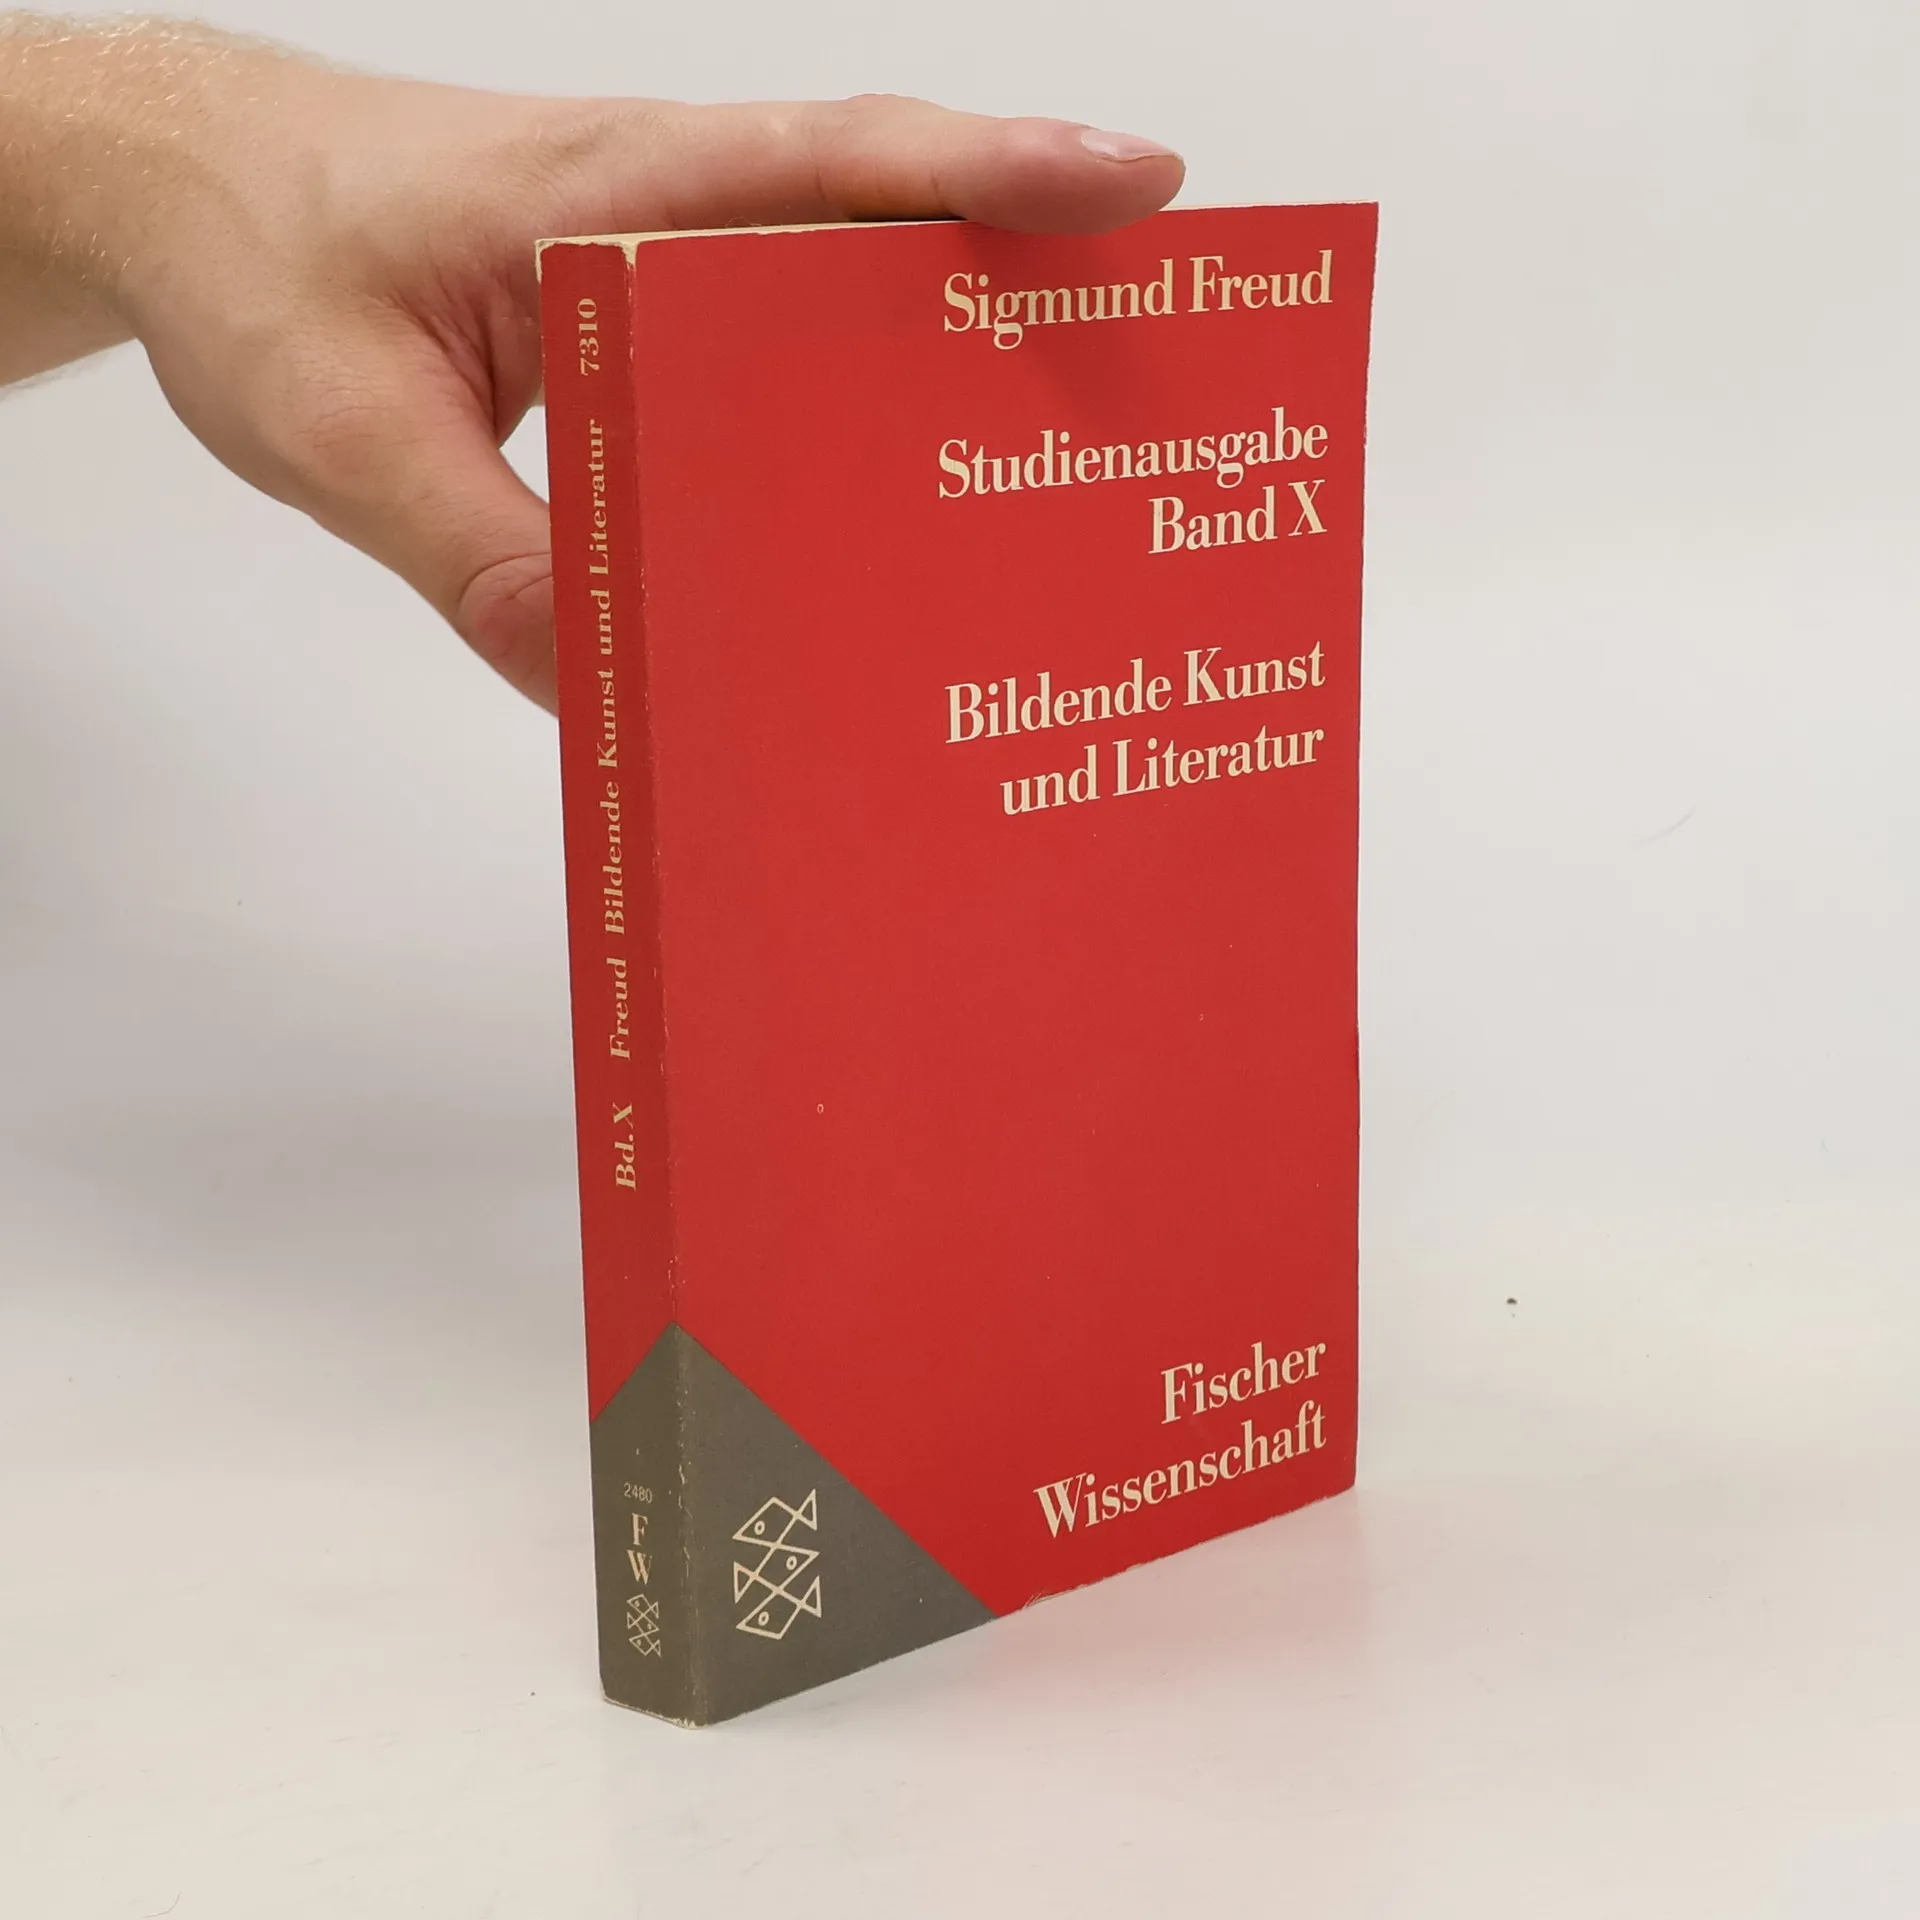 Sigmund Freud
Studienausgabe
Band X
Bildende Kunst
und Literatur
Fischer
Wissenschaft
Bd. X Freud Bildende Kunst und Literatur 7310
2480
F
W